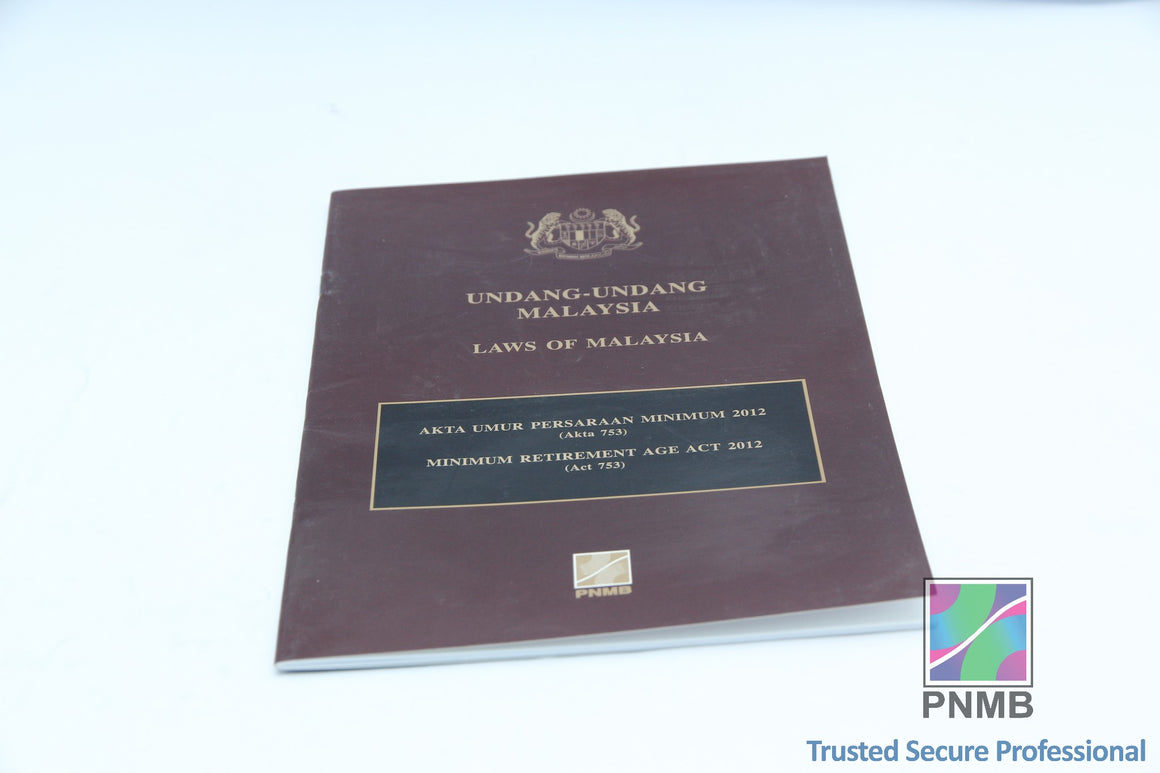 UNDANG-UNDANG
MALAYSIA
LAWS OF MALAYSIA
AKTA UMUR PERSARAAN MINIMUM 2012
(Akta 753)
MINIMUM RETIREMENT AGE ACT 2012
(Act 753)
PNMB
PNMB
Trusted Secure Professional